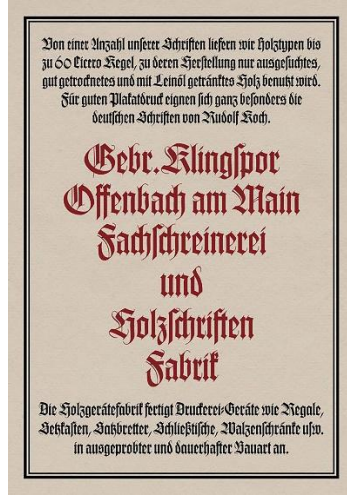 Von einer Anzahl unserer Schriften liefern wir Holztypen bis
zu 60 Cicero Kegel, zu deren Herstellung nur ausgesuchtes,
gut getrocknetes und mit Leinöl getränktes Holz benutzt wird.
Für guten Plakatdruck eignen sich ganz besonders die
deutschen Schriften von Rudolf Koch.
Gebr. Klingspor
Offenbach am Main
Fachschreinerei
und
Holzschriften
Fabrik
Die Holzgerätefabrik fertigt Druckerei-Geräte wie Regale,
Setzkasten, Satzbretter, Schließtische, Walzenschränke usw.
in ausgeprobter und dauerhafter Bauart an.